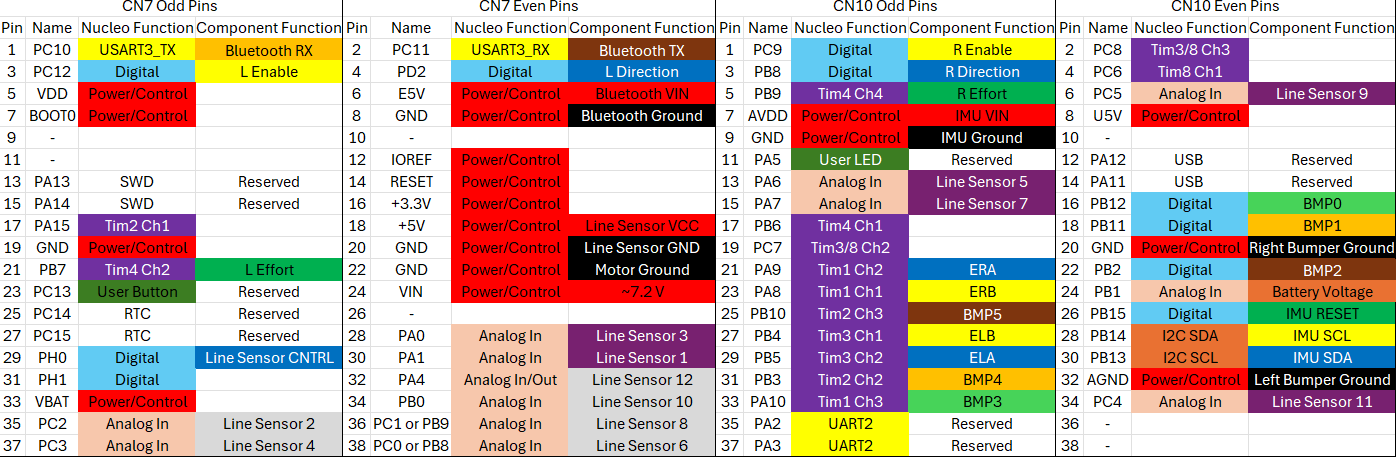 CN7 Odd Pins CN7 Even Pins CN10 Odd Pins CN10 Even Pins
Pin Name Nucleo Function Component Function Pin Name Nucleo Function Component Function Pin Name Nucleo Function Component Function Pin Name Nucleo Function Component Function
1 PC10 USART3_TX Bluetooth RX 2 PC11 USART3_RX Bluetooth TX 1 PC9 Digital R Enable 2 PC8 Tim3/8 Ch3
3 PC12 Digital L Enable 4 PD2 Digital L Direction 3 PB8 Digital R Direction 4 PC6 Tim8 Ch1
5 VDD Power/Control 6 E5V Power/Control Bluetooth VIN 5 PB9 Tim4 Ch4 R Effort 6 PC5 Analog In Line Sensor 9
7 BOOT0 Power/Control 8 GND Power/Control Bluetooth Ground 7 AVDD Power/Control IMU VIN 8 U5V Power/Control
9 - 10 - 9 GND Power/Control IMU Ground 10 -
11 - 12 IOREF Power/Control 11 PA5 User LED Reserved 12 PA12 USB Reserved
13 PA13 SWD Reserved 14 RESET Power/Control 13 PA6 Analog In Line Sensor 5 14 PA11 USB Reserved
15 PA14 SWD Reserved 16 +3.3V Power/Control 15 PA7 Analog In Line Sensor 7 16 PB12 Digital BMP0
17 PA15 Tim2 Ch1 18 +5V Power/Control Line Sensor VCC 17 PB6 Tim4 Ch1 18 PB11 Digital BMP1
19 GND Power/Control 20 GND Power/Control Line Sensor GND 19 PC7 Tim3/8 Ch2 20 GND Power/Control Right Bumper Ground
21 PB7 Tim4 Ch2 L Effort 22 GND Power/Control Motor Ground 21 PA9 Tim1 Ch2 ERA 22 PB2 Digital BMP2
23 PC13 User Button Reserved 24 VIN Power/Control ~7.2 V 23 PA8 Tim1 Ch1 ERB 24 PB1 Analog In Battery Voltage
25 PC14 RTC Reserved 26 - 25 PB10 Tim2 Ch3 BMP5 26 PB15 Digital IMU RESET
27 PC15 RTC Reserved 28 PA0 Analog In Line Sensor 3 27 PB4 Tim3 Ch1 ELB 28 PB14 I2C SDA IMU SCL
29 PH0 Digital Line Sensor CNTRL 30 PA1 Analog In Line Sensor 1 29 PB5 Tim3 Ch2 ELA 30 PB13 I2C SCL IMU SDA
31 PH1 Digital 32 PA4 Analog In/Out Line Sensor 12 31 PB3 Tim2 Ch2 BMP4 32 AGND Power/Control Left Bumper Ground
33 VBAT Power/Control 34 PB0 Analog In Line Sensor 10 33 PA10 Tim1 Ch3 BMP3 34 PC4 Analog In Line Sensor 11
35 PC2 Analog In Line Sensor 2 36 PC1 or PB9 Analog In Line Sensor 8 35 PA2 UART2 Reserved 36 -
37 PC3 Analog In Line Sensor 4 38 PC0 or PB8 Analog In Line Sensor 6 37 PA3 UART2 Reserved 38 -